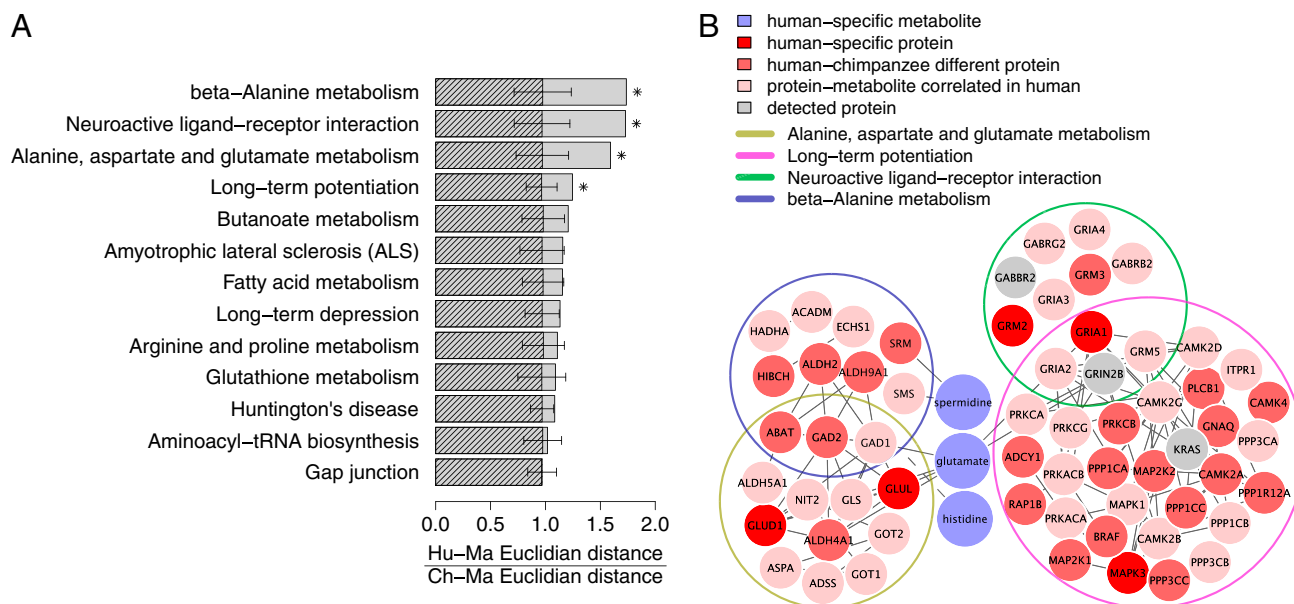 A
beta−Alanine metabolism
*
Neuroactive ligand−receptor interaction
*
Alanine, aspartate and glutamate metabolism
*
Long−term potentiation
*
Butanoate metabolism
Amyotrophic lateral sclerosis (ALS)
Fatty acid metabolism
Long−term depression
Arginine and proline metabolism
Glutathione metabolism
Huntington's disease
Aminoacyl−tRNA biosynthesis
Gap junction
0.0 0.5 1.0 1.5 2.0
Hu−Ma Euclidian distance
Ch−Ma Euclidian distance
B
human−specific metabolite
human−specific protein
human−chimpanzee different protein
protein−metabolite correlated in human
detected protein
Alanine, aspartate and glutamate metabolism
Long−term potentiation
Neuroactive ligand−receptor interaction
beta−Alanine metabolism
HADHA
ACADM
ECHS1
SRM
HIBCH
ALDH2
ALDH9A1
SMS
ABAT
GAD2
GAD1
ALDH5A1
NIT2
GLS
GLUL
GLUD1
ALDH4A1
GOT2
ASPA
ADSS
GOT1
spermidine
glutamate
histidine
GABRG2
GRIA4
GABBR2
GRM3
GABRB2
GRIA3
GRM2
GRIA1
GRIA2
GRIN2B
GRM5
CAMK2D
ITPR1
PLCB1
CAMK4
PRKCA
PRKCG
PRKCB
CAMK2G
GNAQ
KRAS
PPP3CA
ADCY1
PRKACB
PPP1CA
MAP2K2
CAMK2A
PPP1R12A
RAP1B
PRKACA
MAPK1
PPP1CC
PPP1CB
BRAF
CAMK2B
MAP2K1
MAPK3
PPP3CC
PPP3CB